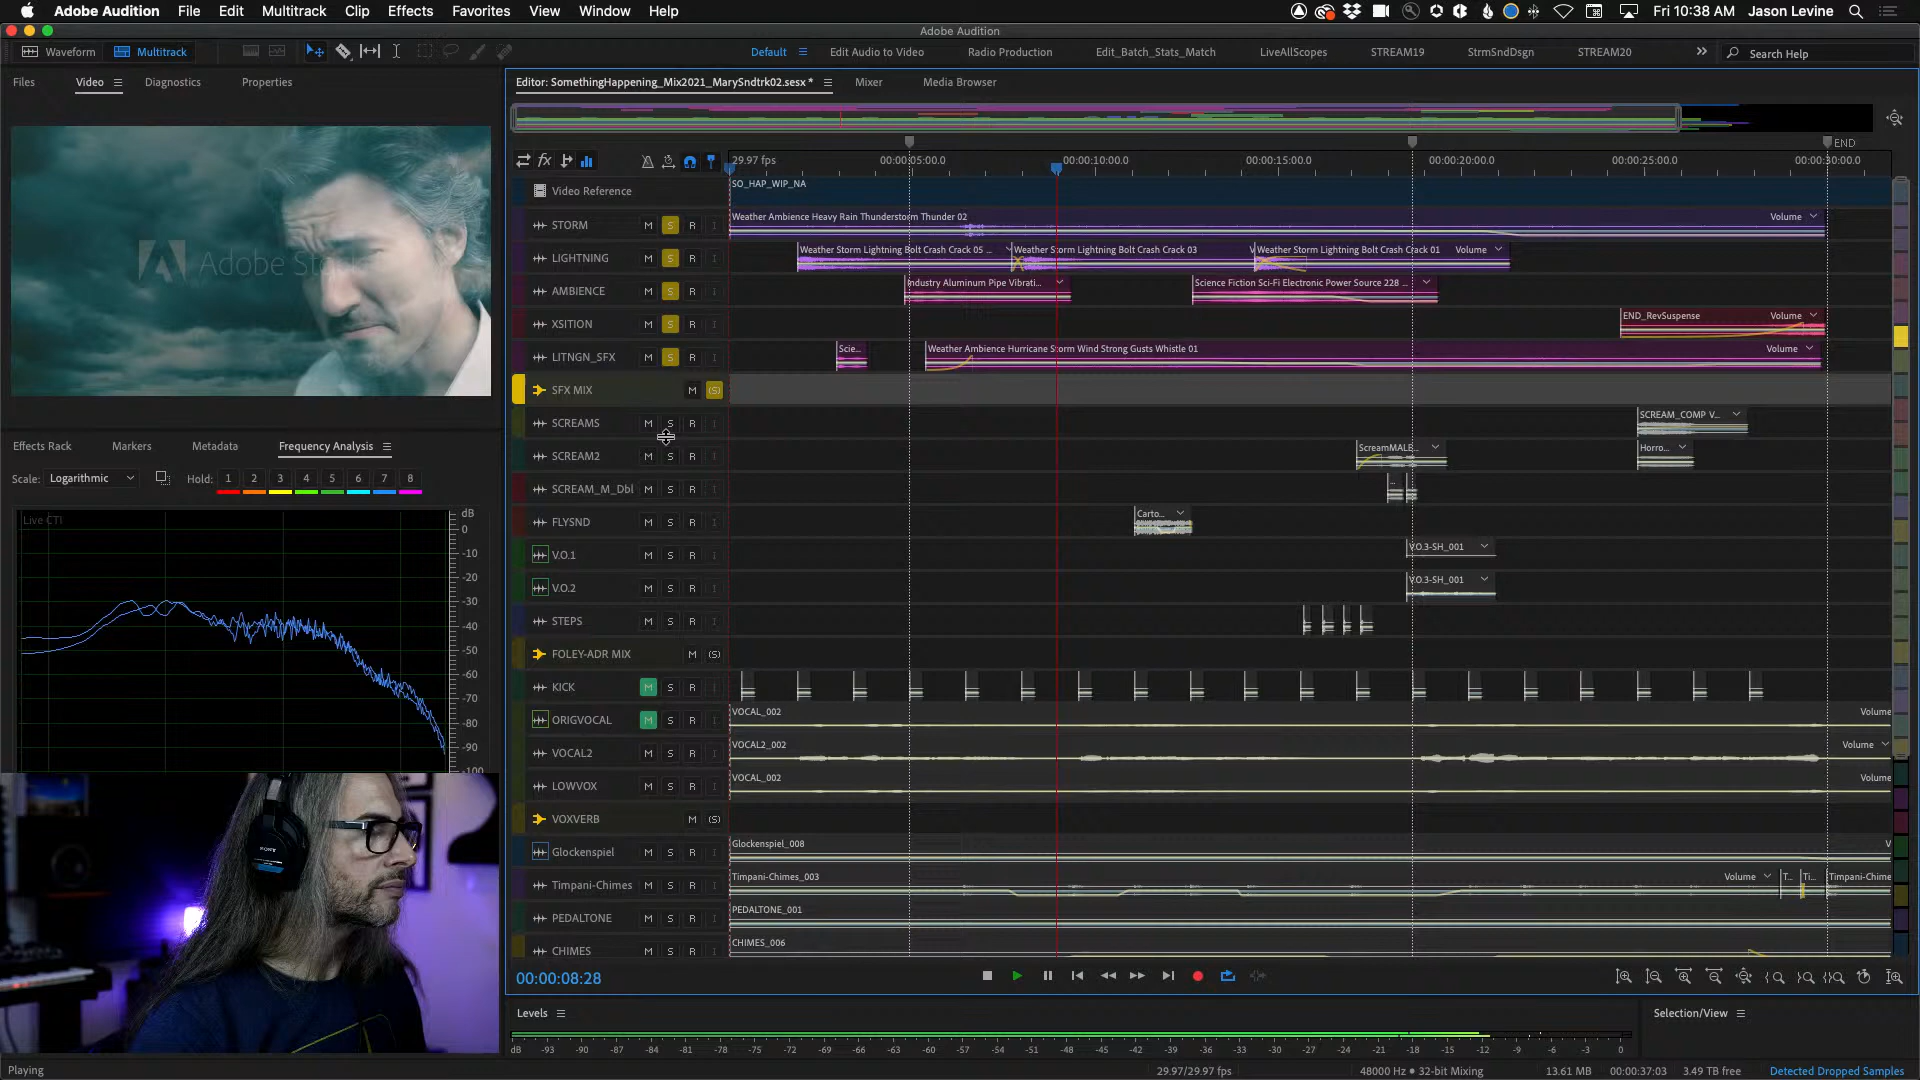 Adobe Audition File Edit Multitrack Clip Effects Favorites View Window Help
Fri 10:38 AM Jason Levine
Adobe Audition
Waveform Multitrack
Default Edit Audio to Video Radio Production Edit_Batch_Stats_Match LiveAllScopes STREAM19 StrmSndDsgn STREAM20 Search Help
Files Video Diagnostics Properties
Editor: SomethingHappening_Mix2021_MarySndtrk02.sesx * Mixer Media Browser
END
fx 29.97 fps 00:00:05:00.0 00:00:10:00.0 00:00:15:00.0 00:00:20:00.0 00:00:25:00.0 00:00:30:00.0
Video Reference SO_HAP_WIP_NA
STORM M S R I Weather Ambience Heavy Rain Thunderstorm Thunder 02 Volume
LIGHTNING M S R I Weather Storm Lightning Bolt Crash Crack 05 ... Weather Storm Lightning Bolt Crash Crack 03 Weather Storm Lightning Bolt Crash Crack 01 Volume
AMBIENCE M S R I Industry Aluminum Pipe Vibrati... Science Fiction Sci-Fi Electronic Power Source 228 ...
XSITION M S R I END_RevSuspense Volume
LITNGN_SFX M S R I Scie... Weather Ambience Hurricane Storm Wind Strong Gusts Whistle 01 Volume
SFX MIX M (S)
SCREAMS M S R I SCREAM_COMP V...
SCREAM2 M S R I ScreamMALE... Horro...
SCREAM_M_Dbl M S R I ...
FLYSND M S R I Carto...
V.O.1 M S R I V.O.3-SH_001
V.O.2 M S R I V.O.3-SH_001
STEPS M S R I
FOLEY-ADR MIX M (S)
KICK M S R I
ORIGVOCAL M S R I VOCAL_002 Volume
VOCAL2 M S R I VOCAL2_002 Volume
LOWVOX M S R I VOCAL_002 Volume
VOXVERB M (S)
Glockenspiel M S R I Glockenspiel_008 V
Timpani-Chimes M S R I Timpani-Chimes_003 Volume T... Ti... Timpani-Chime
PEDALTONE M S R I PEDALTONE_001
CHIMES M S R I CHIMES_006
Adobe St
Effects Rack Markers Metadata Frequency Analysis
Scale: Logarithmic Hold: 1 2 3 4 5 6 7 8
Live CTI
dB
0
-10
-20
-30
-40
-50
-60
-70
-80
-90
-100
SONY
00:00:08:28
Levels
Selection/View
dB -93 -90 -87 -84 -81 -78 -75 -72 -69 -66 -63 -60 -57 -54 -51 -48 -45 -42 -39 -36 -33 -30 -27 -24 -21 -18 -15 -12 -9 -6 -3 0
Playing
29.97/29.97 fps 48000 Hz • 32-bit Mixing 13.61 MB 00:00:37:03 3.49 TB free Detected Dropped Samples